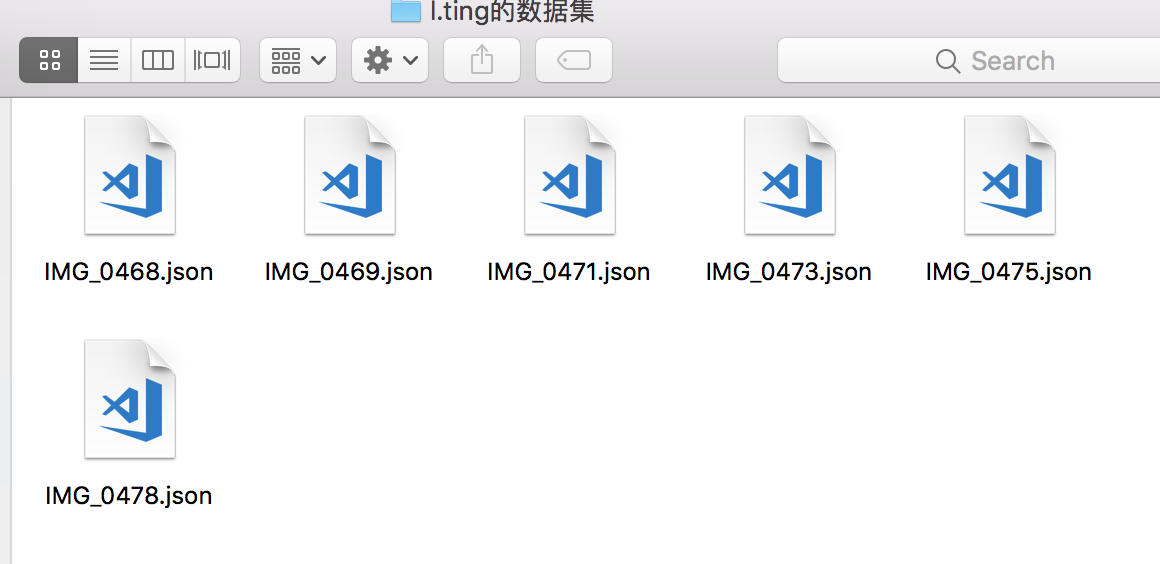 l.ting的数据集
Search
IMG_0468.json
IMG_0469.json
IMG_0471.json
IMG_0473.json
IMG_0475.json
IMG_0478.json